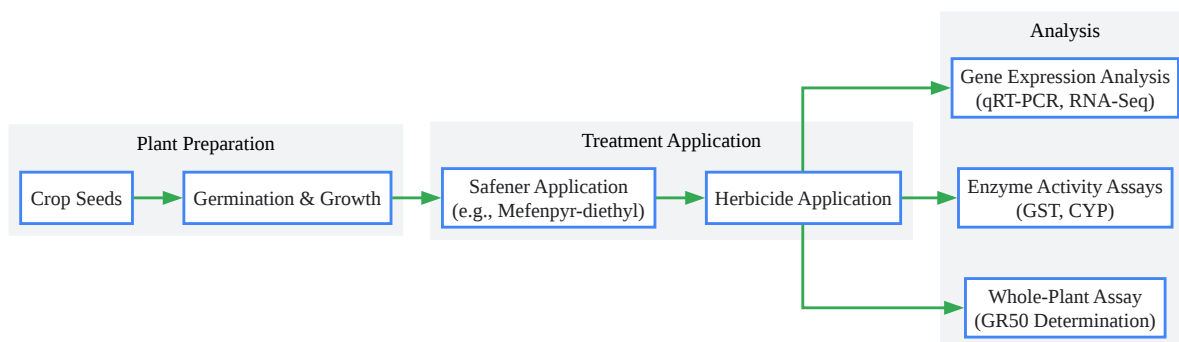 Plant Preparation
Crop Seeds
Germination & Growth
Treatment Application
Safener Application
(e.g., Mefenpyr-diethyl)
Herbicide Application
Analysis
Gene Expression Analysis
(qRT-PCR, RNA-Seq)
Enzyme Activity Assays
(GST, CYP)
Whole-Plant Assay
(GR50 Determination)